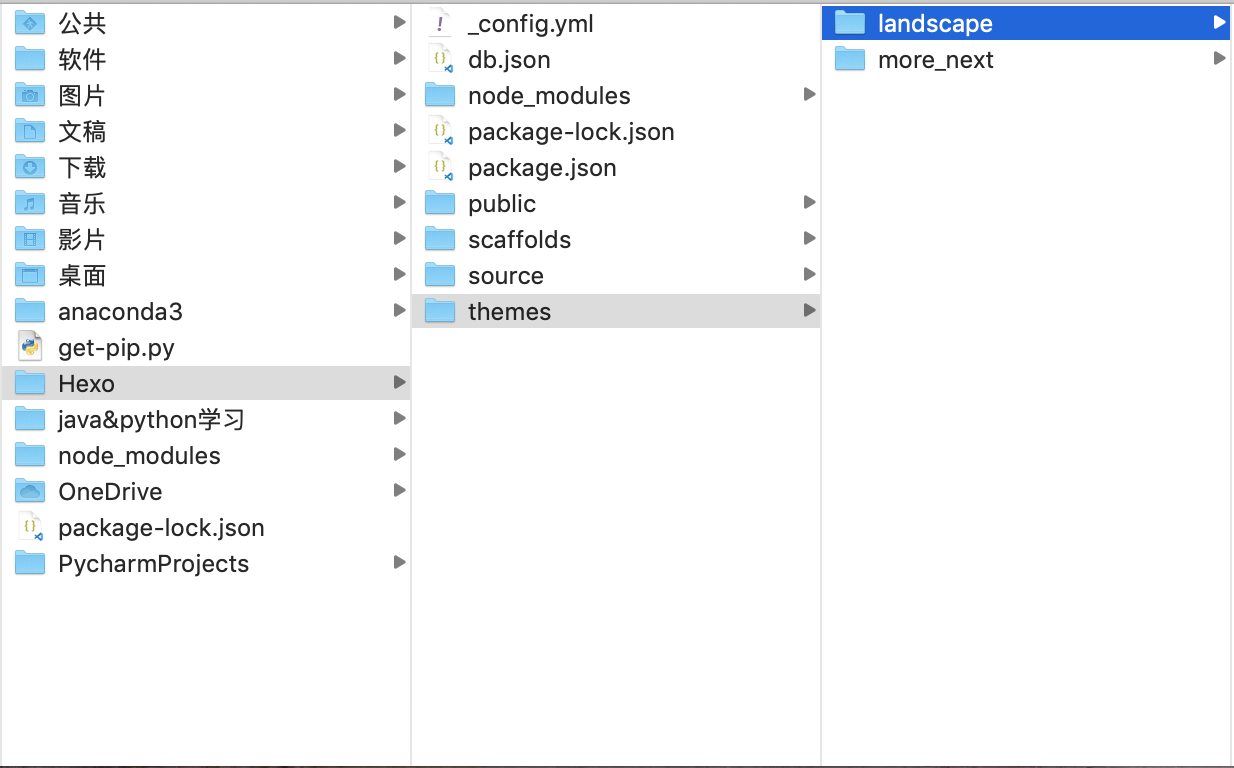 公共
软件
图片
文稿
下载
音乐
影片
桌面
anaconda3
get-pip.py
Hexo
java&python学习
node_modules
OneDrive
package-lock.json
PycharmProjects
_config.yml
db.json
node_modules
package-lock.json
package.json
public
scaffolds
source
themes
landscape
more_next